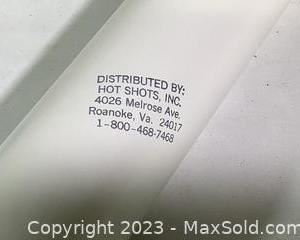 DISTRIBUTED BY:
HOT SHOTS, INC.
4026 Melrose Ave.
Roanoke, Va. 24017
1-800-468-7468
Copyright © 2023 - MaxSold.com